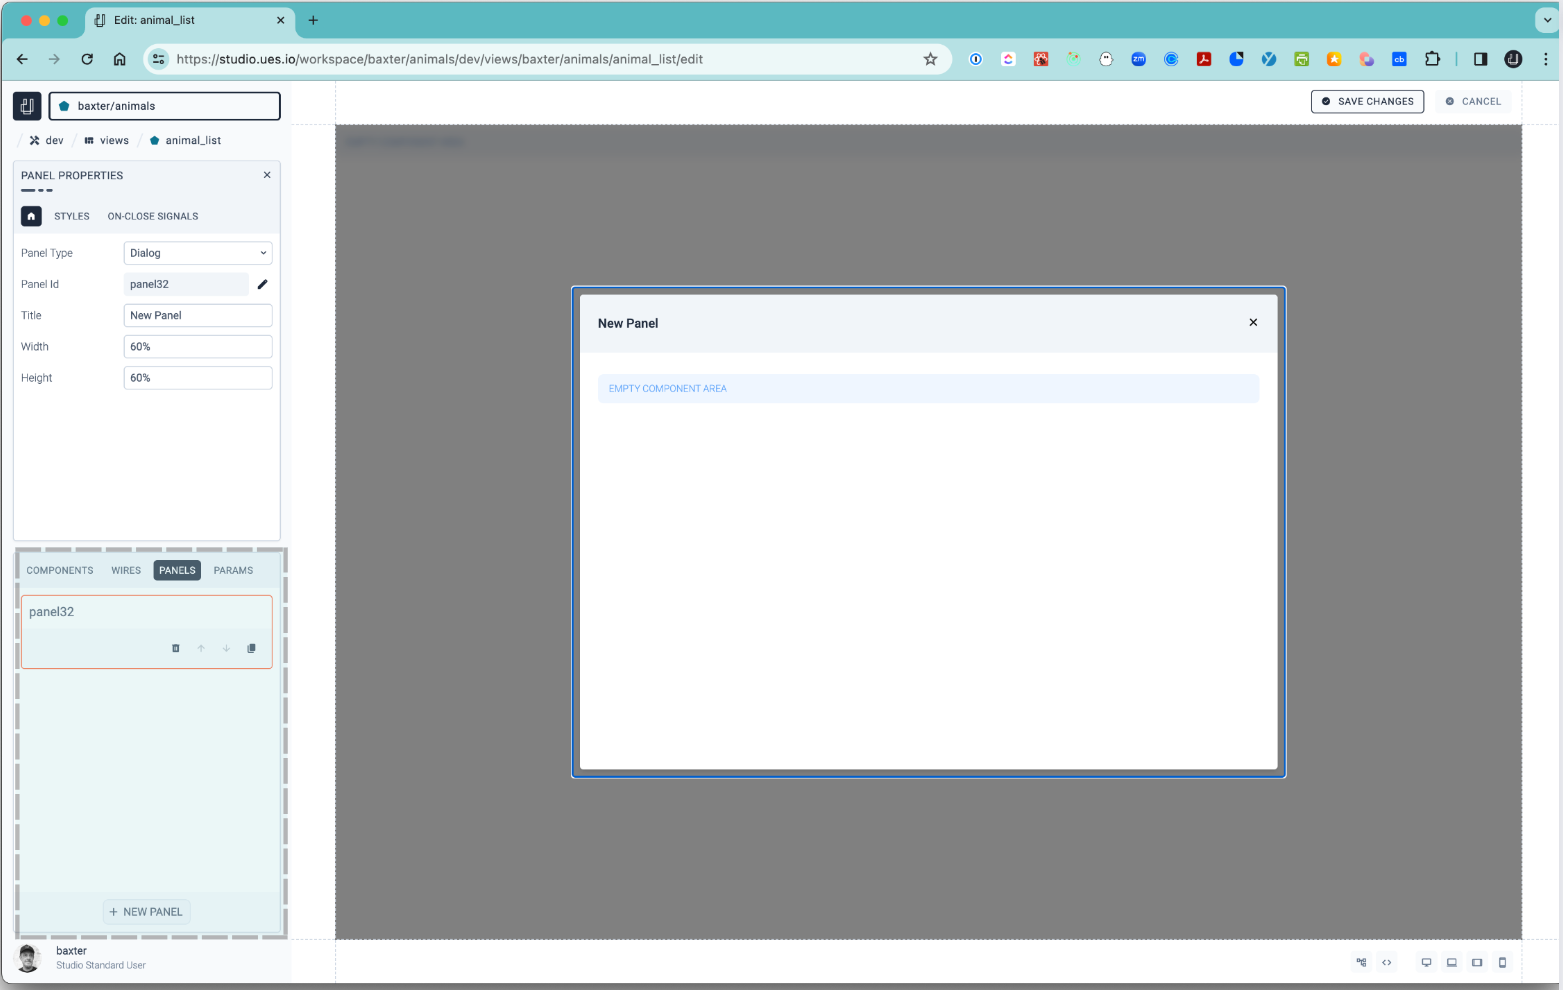 Edit: animal_list
https://studio.ues.io/workspace/baxter/animals/dev/views/baxter/animals/animal_list/edit
zm
cb
baxter/animals
SAVE CHANGES
CANCEL
/ dev / views / animal_list
PANEL PROPERTIES
STYLES
ON-CLOSE SIGNALS
Panel Type
Dialog
Panel Id
panel32
Title
New Panel
Width
60%
Height
60%
New Panel
EMPTY COMPONENT AREA
COMPONENTS
WIRES
PANELS
PARAMS
panel32
+ NEW PANEL
baxter
Studio Standard User